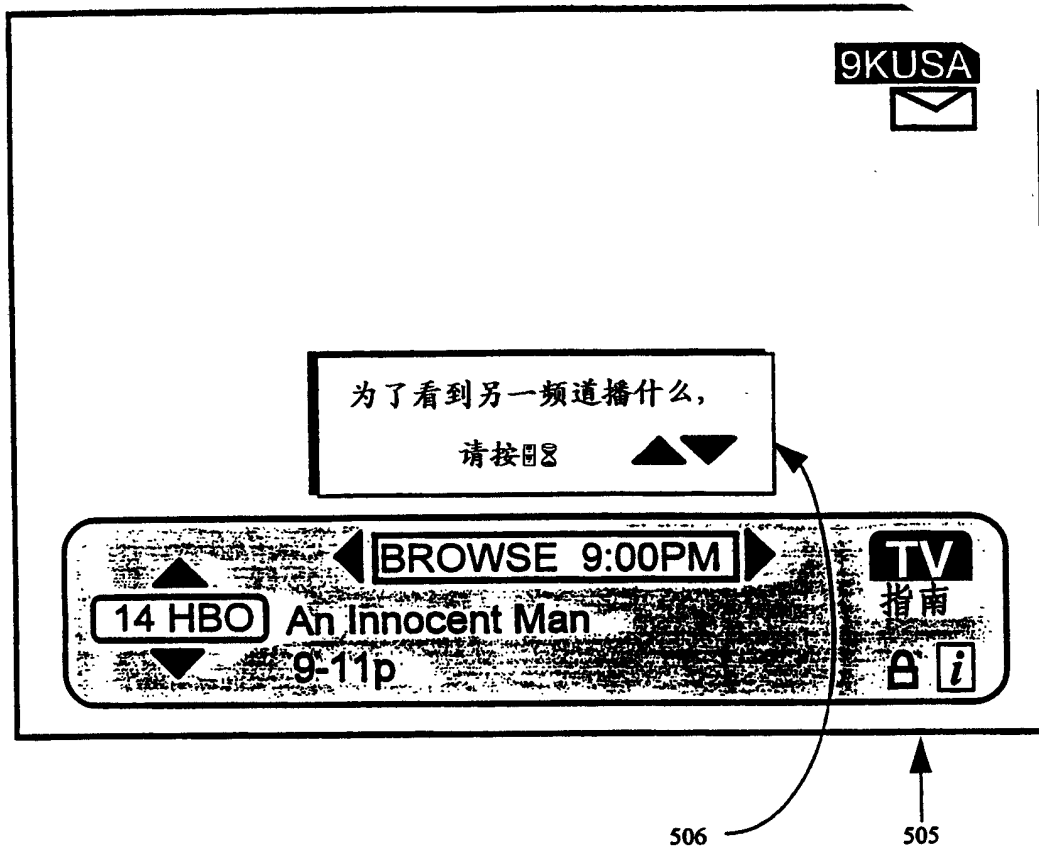 9KUSA
为了看到另一频道播什么,
请按
BROWSE 9:00PM
TV
指南
14 HBO
An Innocent Man
9-11p
i
506
505